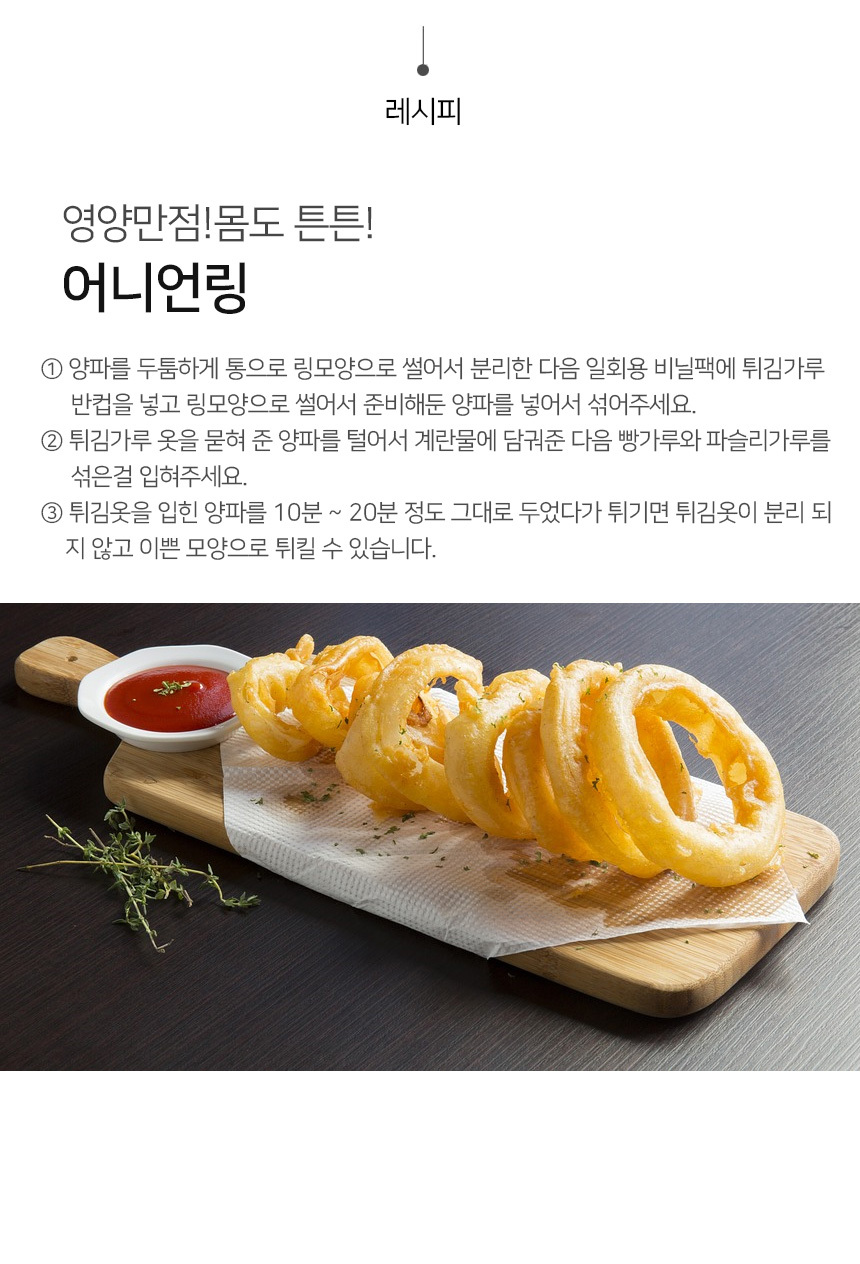 레시피
영양만점!몸도 튼튼!
어니언링
① 양파를 두툼하게 통으로 링모양으로 썰어서 분리한 다음 일회용 비닐팩에 튀김가루
반컵을 넣고 링모양으로 썰어서 준비해둔 양파를 넣어서 섞어주세요.
② 튀김가루 옷을 묻혀 준 양파를 털어서 계란물에 담궈준 다음 빵가루와 파슬리가루를
섞은걸 입혀주세요.
③ 튀김옷을 입힌 양파를 10분 ~ 20분 정도 그대로 두었다가 튀기면 튀김옷이 분리 되
지 않고 이쁜 모양으로 튀킬 수 있습니다.